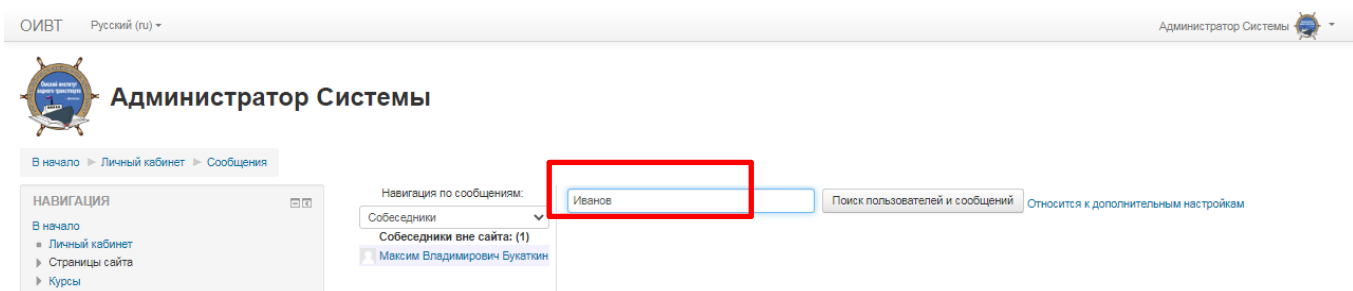 ОИВТ Русский (ru)
Администратор Системы
Администратор Системы
В начало Личный кабинет Сообщения
НАВИГАЦИЯ
В начало
Личный кабинет
Страницы сайта
Курсы
Навигация по сообщениям:
Собеседники
Собеседники вне сайта: (1)
Максим Владимирович Букаткин
Иванов
Поиск пользователей и сообщений
Относится к дополнительным настройкам